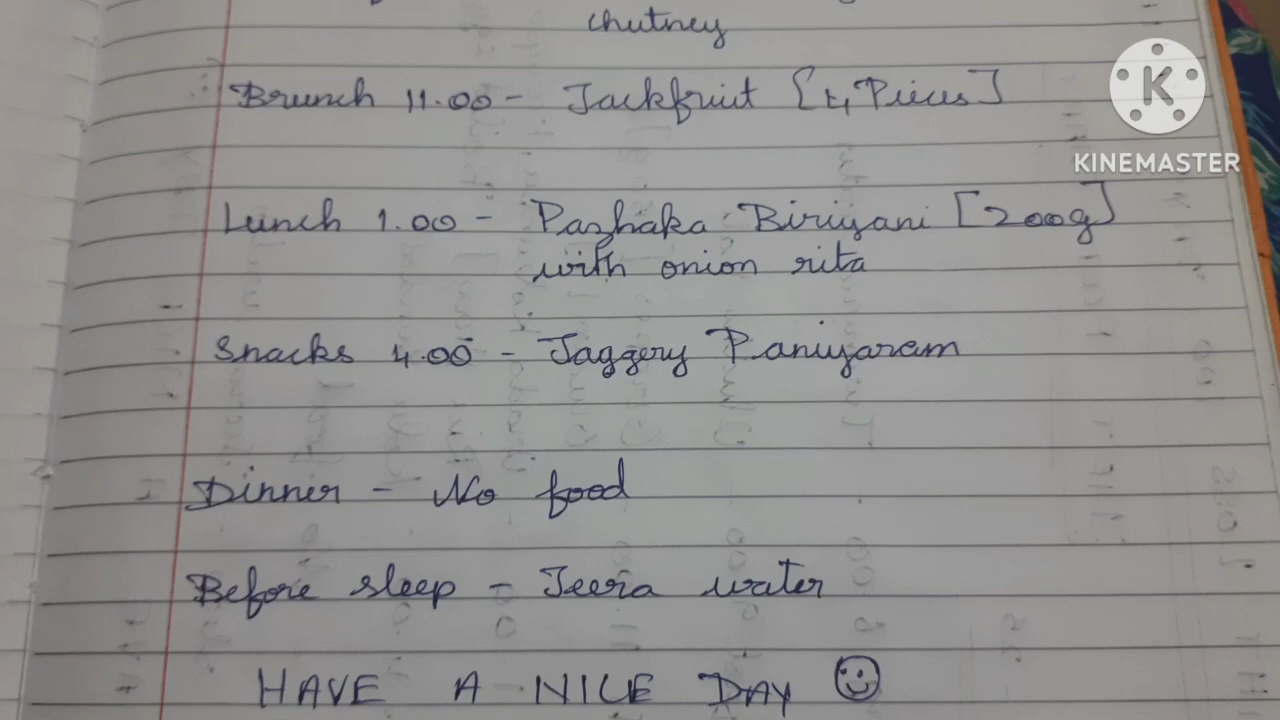 chutney
Brunch 11.00 - Jackfruit [4 Pieces]
Lunch 1.00 - Pazhaka Biriyani [200g]
with onion rita
Snacks 4.00 - Jaggery Paniyaram
Dinner - No food
Before sleep - Jeera water
HAVE A NICE DAY
K
KINEMASTER